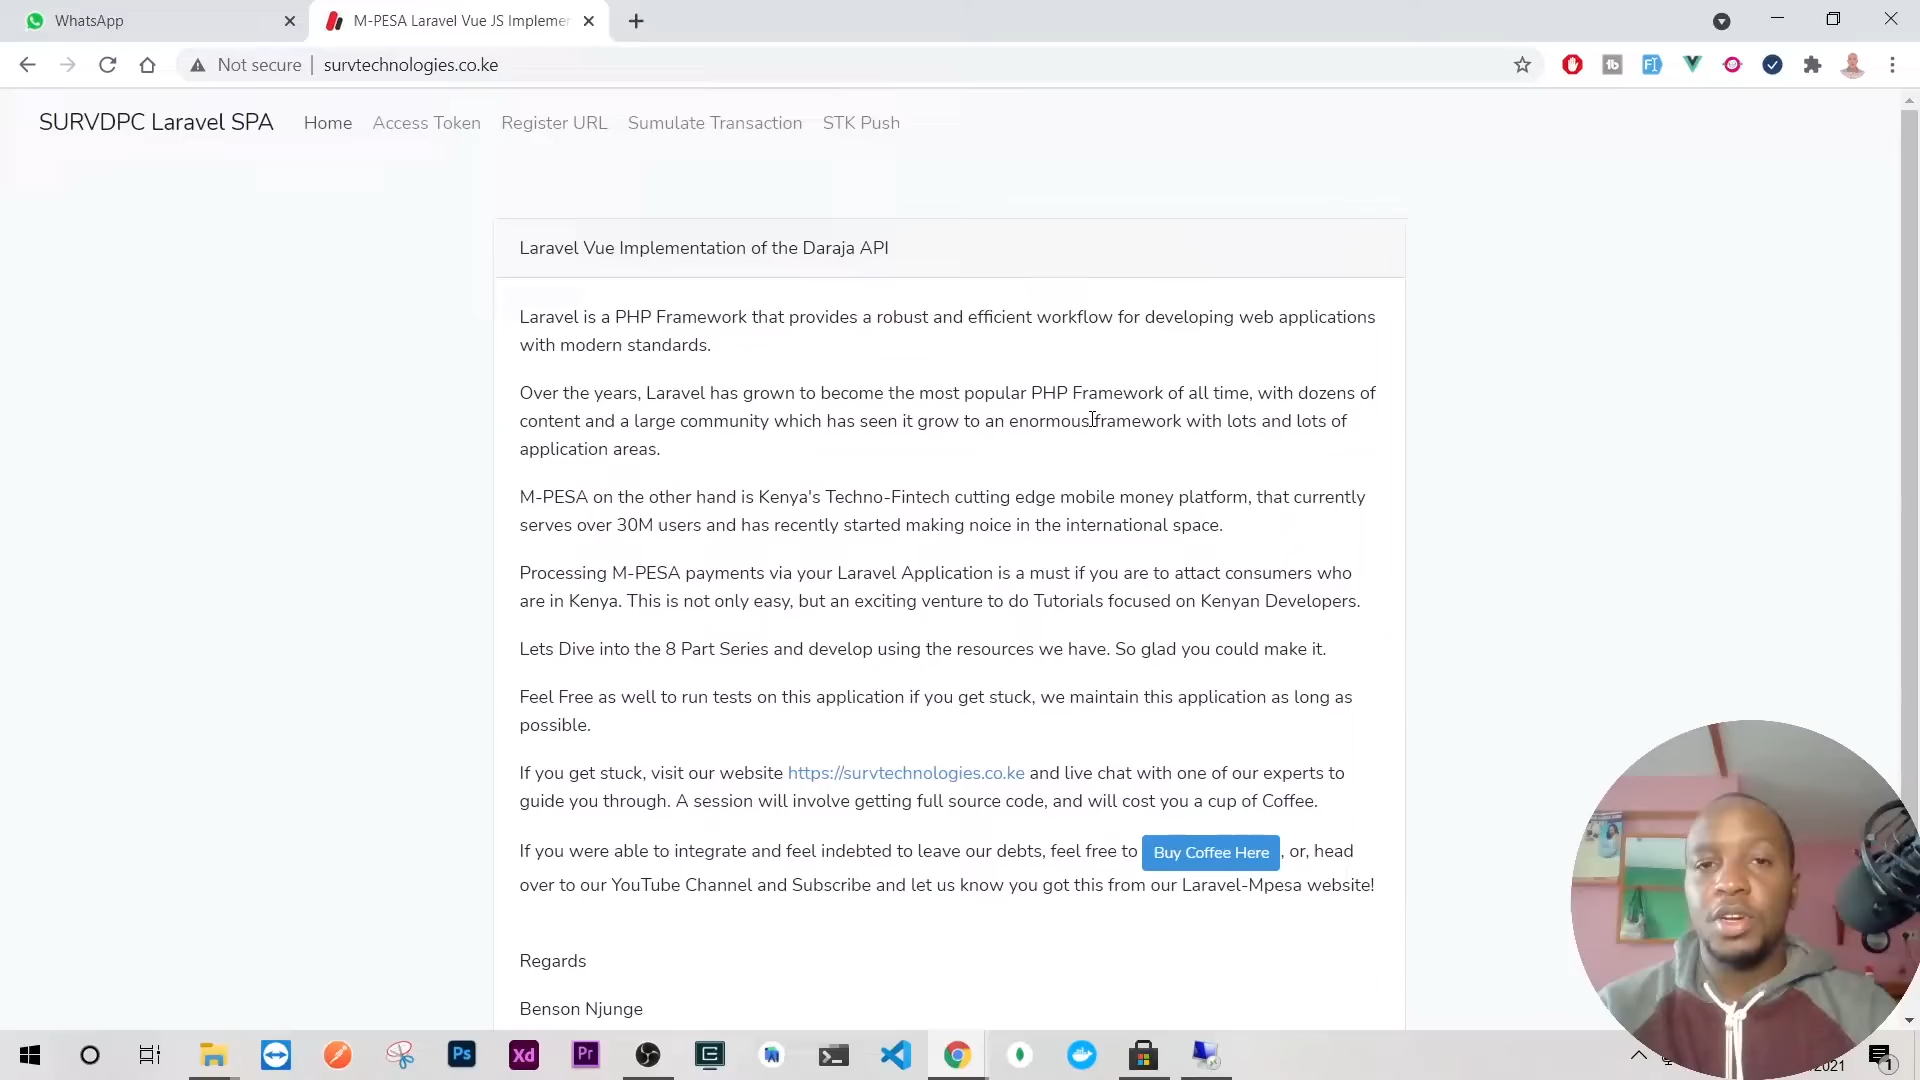 WhatsApp
M-PESA Laravel Vue JS Implemen
Not secure
survtechnologies.co.ke
SURVDPC Laravel SPA
Home
Access Token
Register URL
Sumulate Transaction
STK Push
Laravel Vue Implementation of the Daraja API
Laravel is a PHP Framework that provides a robust and efficient workflow for developing web applications
with modern standards.
Over the years, Laravel has grown to become the most popular PHP Framework of all time, with dozens of
content and a large community which has seen it grow to an enormous framework with lots and lots of
application areas.
M-PESA on the other hand is Kenya's Techno-Fintech cutting edge mobile money platform, that currently
serves over 30M users and has recently started making noice in the international space.
Processing M-PESA payments via your Laravel Application is a must if you are to attact consumers who
are in Kenya. This is not only easy, but an exciting venture to do Tutorials focused on Kenyan Developers.
Lets Dive into the 8 Part Series and develop using the resources we have. So glad you could make it.
Feel Free as well to run tests on this application if you get stuck, we maintain this application as long as
possible.
If you get stuck, visit our website https://survtechnologies.co.ke and live chat with one of our experts to
guide you through. A session will involve getting full source code, and will cost you a cup of Coffee.
If you were able to integrate and feel indebted to leave our debts, feel free to Buy Coffee Here , or, head
over to our YouTube Channel and Subscribe and let us know you got this from our Laravel-Mpesa website!
Regards
Benson Njunge
Ps
Xd
Pr
2021
1